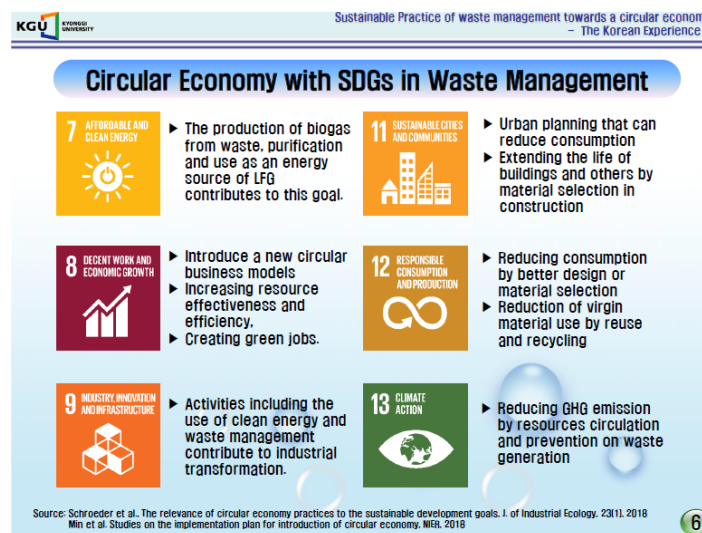 KGU KYONGGI
UNIVERSITY
Sustainable Practice of waste management towards a circular econom
– The Korean Experience
Circular Economy with SDGs in Waste Management
7 AFFORDABLE AND
CLEAN ENERGY
▶ The production of biogas
from waste, purification
and use as an energy
source of LFG
contributes to this goal.
8 DECENT WORK AND
ECONOMIC GROWTH
▶ Introduce a new circular
business models
▶ Increasing resource
effectiveness and
efficiency,
▶ Creating green jobs.
9 INDUSTRY, INNOVATION
AND INFRASTRUCTURE
▶ Activities including the
use of clean energy and
waste management
contribute to industrial
transformation.
11 SUSTAINABLE CITIES
AND COMMUNITIES
▶ Urban planning that can
reduce consumption
▶ Extending the life of
buildings and others by
material selection in
construction
12 RESPONSIBLE
CONSUMPTION
AND PRODUCTION
▶ Reducing consumption
by better design or
material selection
▶ Reduction of virgin
material use by reuse
and recycling
13 CLIMATE
ACTION
▶ Reducing GHG emission
by resources circulation
and prevention on waste
generation
Source: Schroeder et al., The relevance of circular economy practices to the sustainable development goals. J. of Industrial Ecology, 23(1), 2018
Min et al. Studies on the implementation plan for introduction of circular economy. NIER, 2018
6